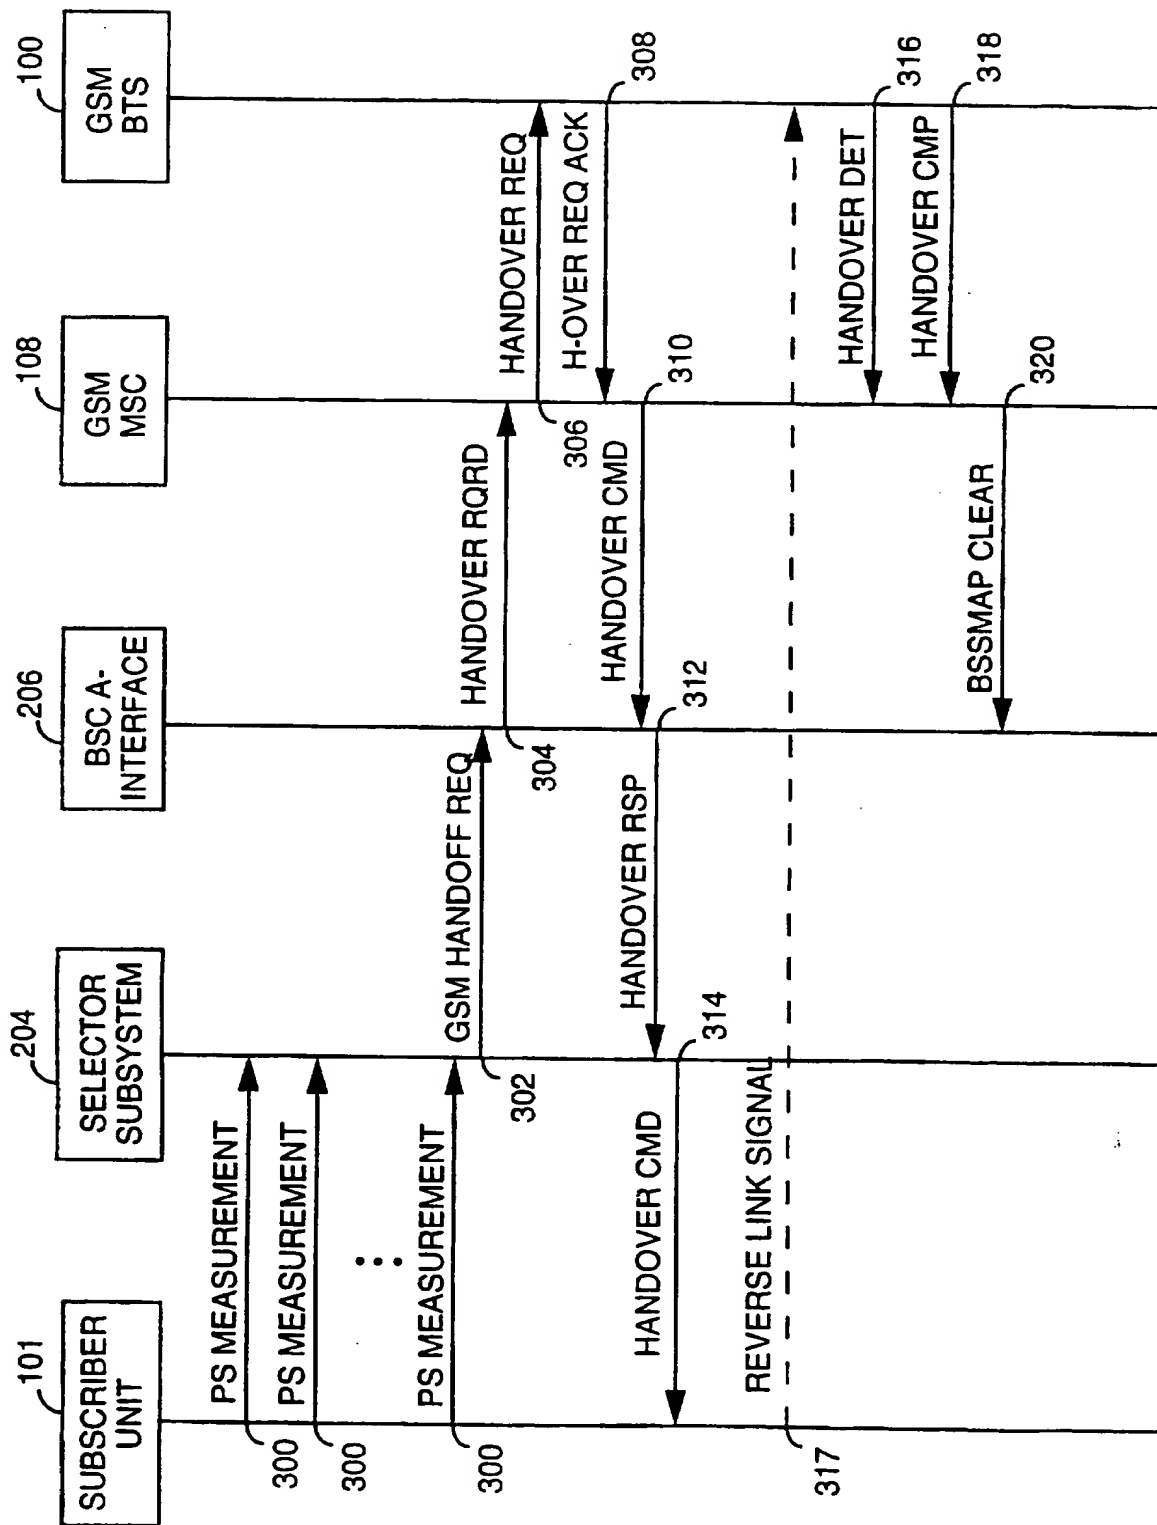 101
SUBSCRIBER
UNIT
204
SELECTOR
SUBSYSTEM
206
BSC A-
INTERFACE
108
GSM
MSC
100
GSM
BTS
PS MEASUREMENT
300
PS MEASUREMENT
300
PS MEASUREMENT
300
GSM HANDOFF REQ
302
HANDOVER RQRD
304
HANDOVER REQ
306
H-OVER REQ ACK
308
HANDOVER CMD
310
HANDOVER RSP
312
HANDOVER CMD
314
REVERSE LINK SIGNAL
317
HANDOVER DET
316
HANDOVER CMP
318
BSSMAP CLEAR
320